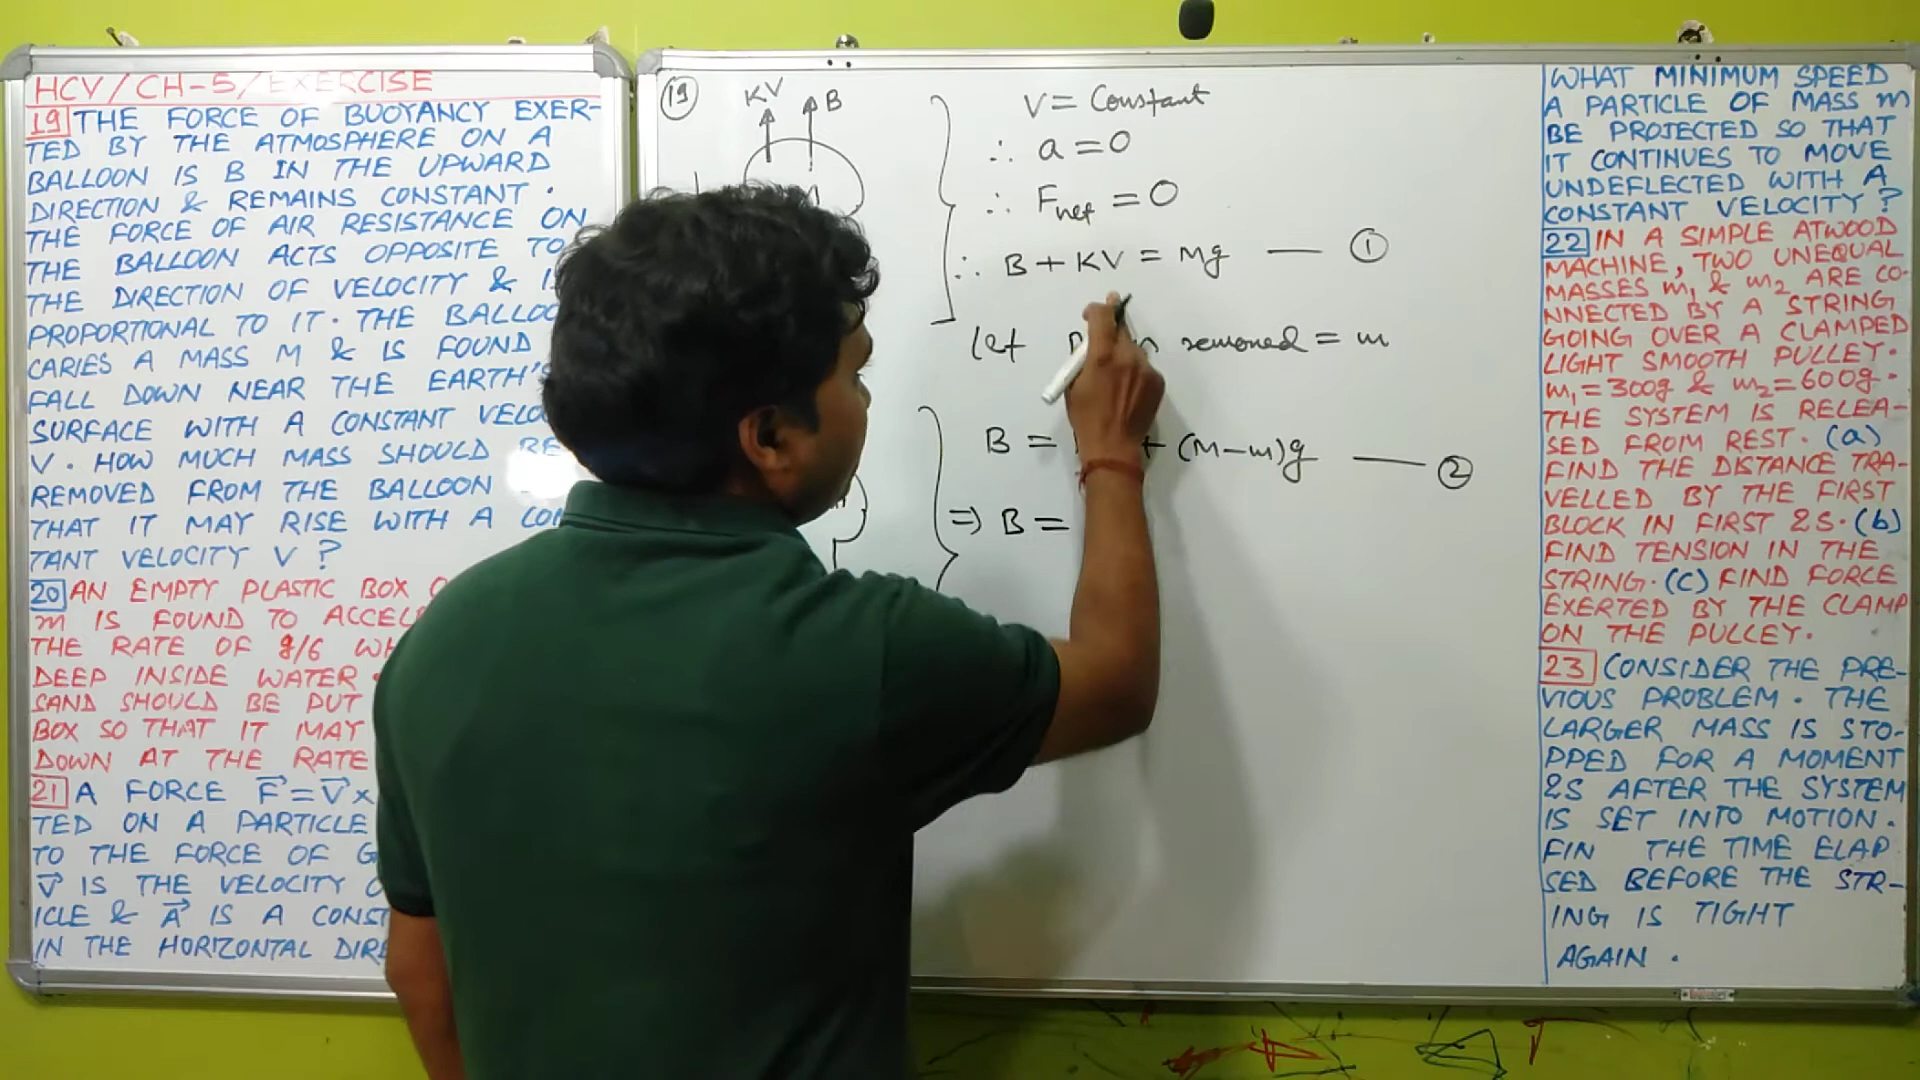 HCV/CH-5/EXERCISE
19 THE FORCE OF BUOYANCY EXER-
TED BY THE ATMOSPHERE ON A
BALLOON IS B IN THE UPWARD
DIRECTION & REMAINS CONSTANT.
THE FORCE OF AIR RESISTANCE ON
THE BALLOON ACTS OPPOSITE TO
THE DIRECTION OF VELOCITY &
PROPORTIONAL TO IT. THE
CARIES A MASS M & IS FOUND
FALL DOWN NEAR THE EARTH'S
SURFACE WITH A CONSTANT
V. HOW MUCH MASS SHOULD BE
REMOVED FROM THE BALLOON
THAT IT MAY RISE WITH A
TANT VELOCITY V?
20 AN EMPTY PLASTIC BOX
m IS FOUND TO
THE RATE OF g/6
DEEP INSIDE WATER.
SAND SHOULD BE PUT
BOX SO THAT IT MAY
DOWN AT THE RATE
21 A FORCE F⃗=V⃗×
TED ON A PARTICLE
TO THE FORCE OF
V⃗ IS THE VELOCITY
ICLE & A⃗ IS A
IN THE HORIZONTAL
19
KV B
V = Constant
∴ a = 0
∴ Fnet = 0
∴ B + KV = Mg — 1
let removed = m
B = + (M-m)g — 2
⇒ B =
WHAT MINIMUM SPEED
A PARTICLE OF MASS m
BE PROJECTED SO THAT
IT CONTINUES TO MOVE
UNDEFLECTED WITH A
CONSTANT VELOCITY?
22 IN A SIMPLE ATWOOD
MACHINE, TWO UNEQUAL
MASSES m₁ & m₂ ARE CO-
NNECTED BY A STRING
GOING OVER A CLAMPED
LIGHT SMOOTH PULLEY.
m₁=300g & m₂=600g.
THE SYSTEM IS RELEA-
SED FROM REST. (a)
FIND THE DISTANCE TRA-
VELLED BY THE FIRST
BLOCK IN FIRST 2S. (b)
FIND TENSION IN THE
STRING. (C) FIND FORCE
EXERTED BY THE CLAMP
ON THE PULLEY.
23 CONSIDER THE PRE-
VIOUS PROBLEM. THE
LARGER MASS IS STO-
PPED FOR A MOMENT
2S AFTER THE SYSTEM
IS SET INTO MOTION.
FIN THE TIME ELAP
SED BEFORE THE STR-
ING IS TIGHT
AGAIN.